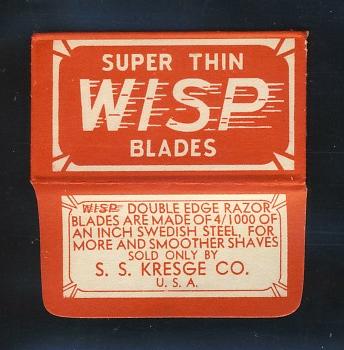 SUPER THIN
WISP
BLADES
WISP DOUBLE EDGE RAZOR
BLADES ARE MADE OF 4/1000 OF
AN INCH SWEDISH STEEL, FOR
MORE AND SMOOTHER SHAVES
SOLD ONLY BY
S. S. KRESGE CO.
U. S. A.